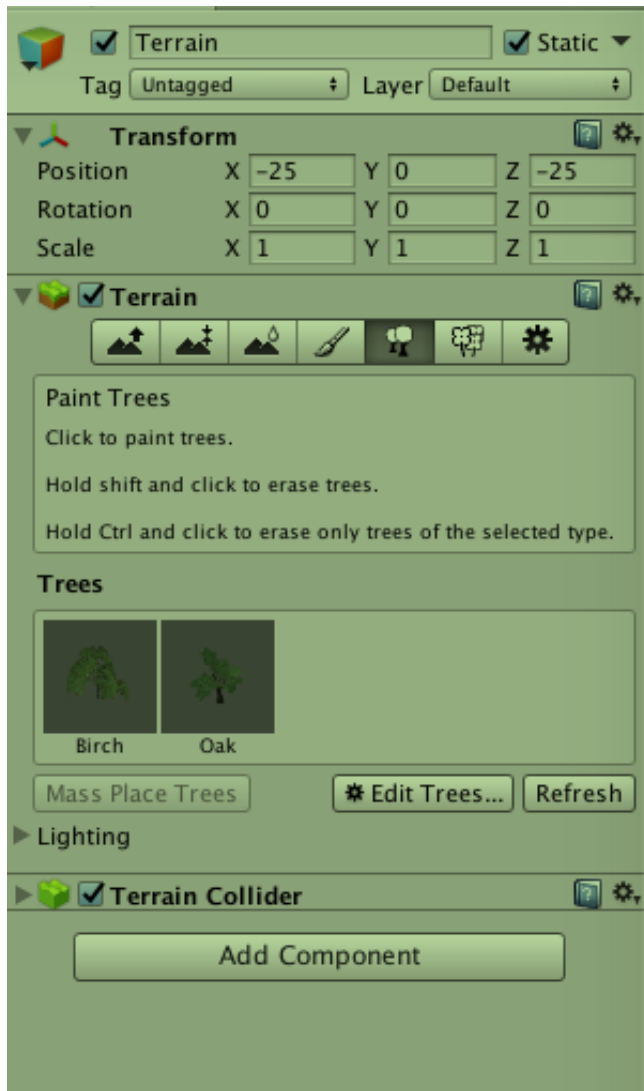 Terrain Static
Tag Untagged Layer Default
Transform
Position X -25 Y 0 Z -25
Rotation X 0 Y 0 Z 0
Scale X 1 Y 1 Z 1
Terrain
Paint Trees
Click to paint trees.
Hold shift and click to erase trees.
Hold Ctrl and click to erase only trees of the selected type.
Trees
Birch Oak
Mass Place Trees Edit Trees... Refresh
Lighting
Terrain Collider
Add Component